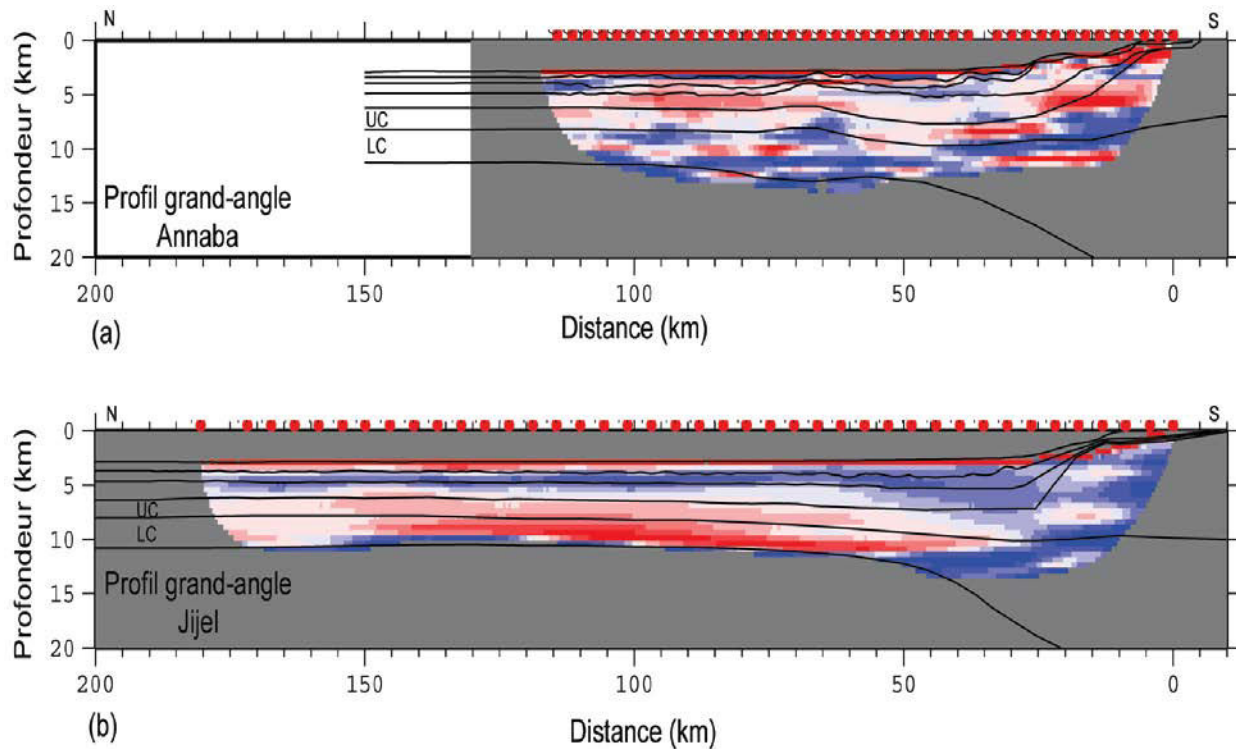 N S
Profondeur (km)
0
5
10
15
20
UC
LC
Profil grand-angle
Annaba
200 150 100 50 0
(a)
Distance (km)
N S
Profondeur (km)
0
5
10
15
20
UC
LC
Profil grand-angle
Jijel
200 150 100 50 0
(b)
Distance (km)